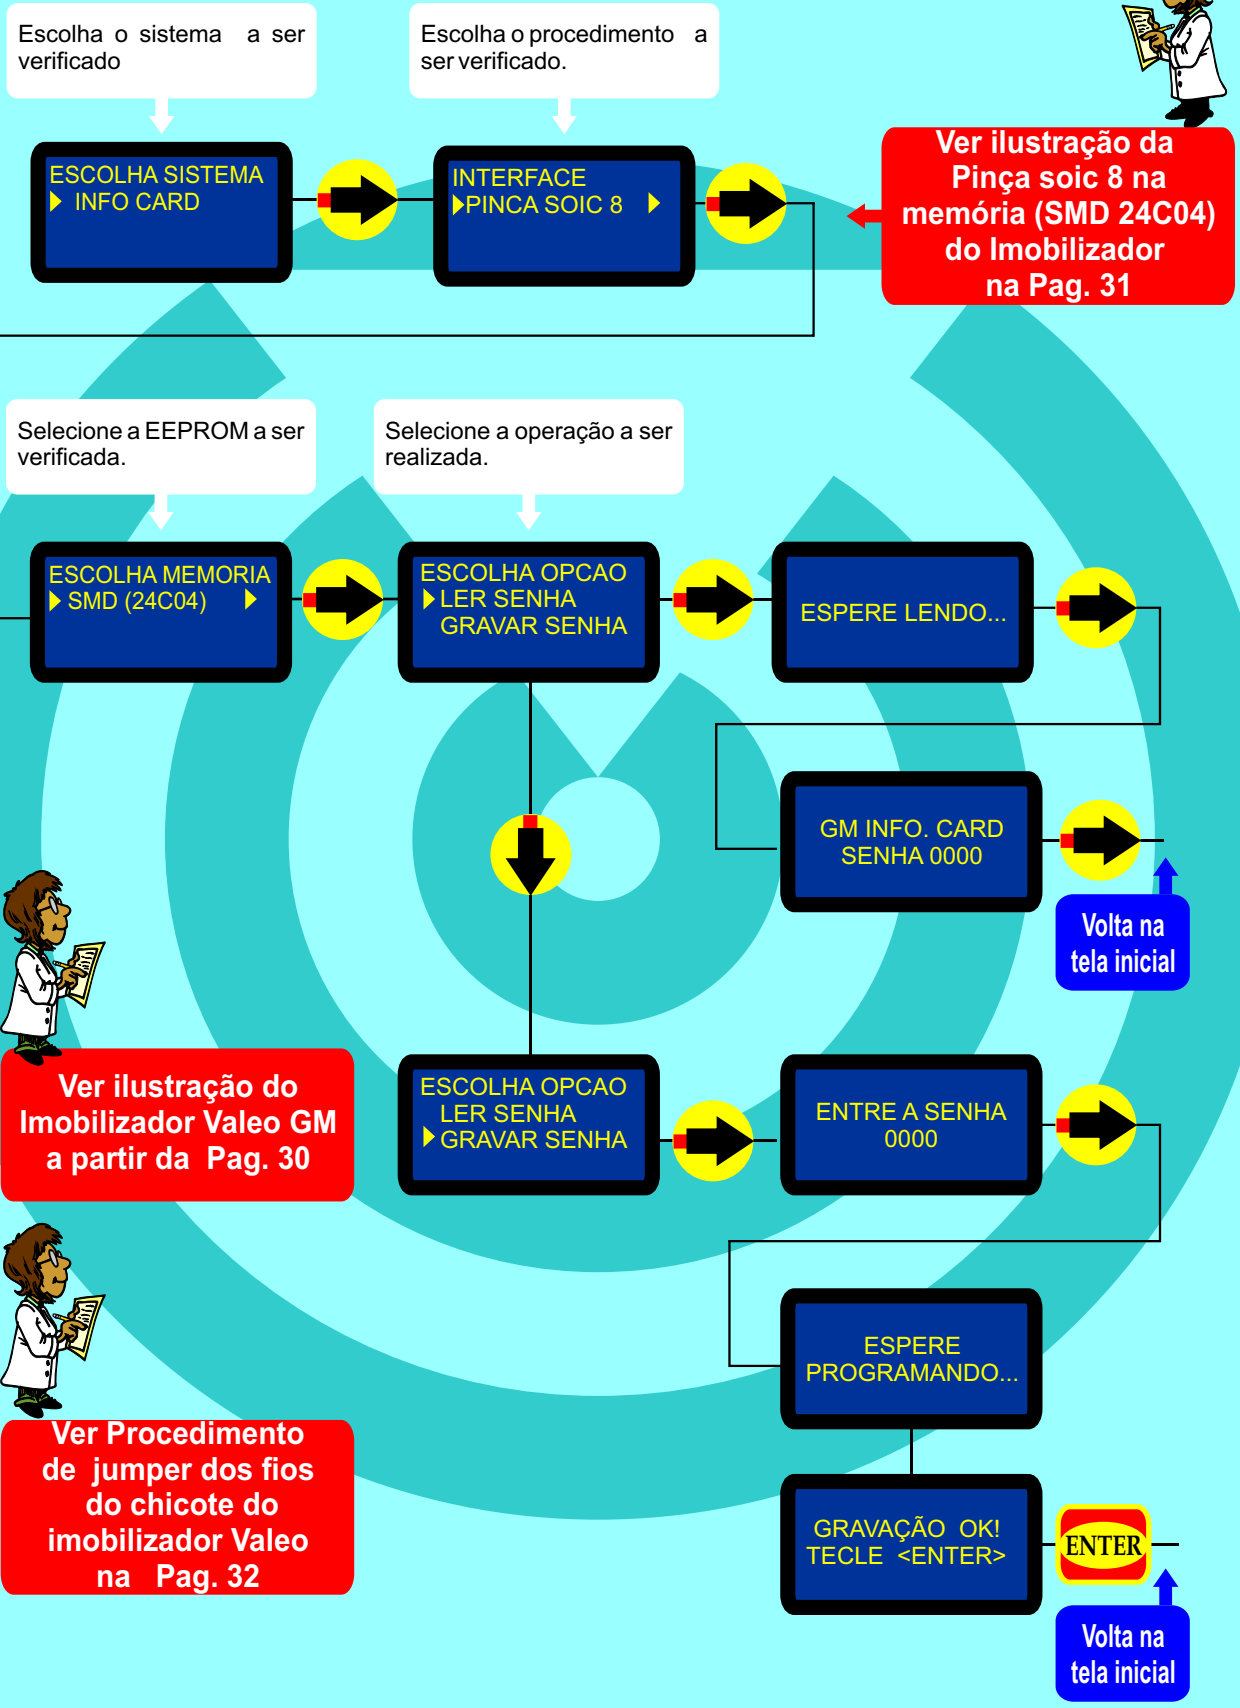 Escolha o sistema a ser
verificado
Escolha o procedimento a
ser verificado.
ESCOLHA SISTEMA
INFO CARD
INTERFACE
PINCA SOIC 8
Ver ilustração da
Pinça soic 8 na
memória (SMD 24C04)
do Imobilizador
na Pag. 31
Selecione a EEPROM a ser
verificada.
Selecione a operação a ser
realizada.
ESCOLHA MEMORIA
SMD (24C04)
ESCOLHA OPCAO
LER SENHA
GRAVAR SENHA
ESPERE LENDO...
GM INFO. CARD
SENHA 0000
Volta na
tela inicial
Ver ilustração do
Imobilizador Valeo GM
a partir da Pag. 30
ESCOLHA OPCAO
LER SENHA
GRAVAR SENHA
ENTRE A SENHA
0000
Ver Procedimento
de jumper dos fios
do chicote do
imobilizador Valeo
na Pag. 32
ESPERE
PROGRAMANDO...
GRAVAÇÃO OK!
TECLE <ENTER>
ENTER
Volta na
tela inicial